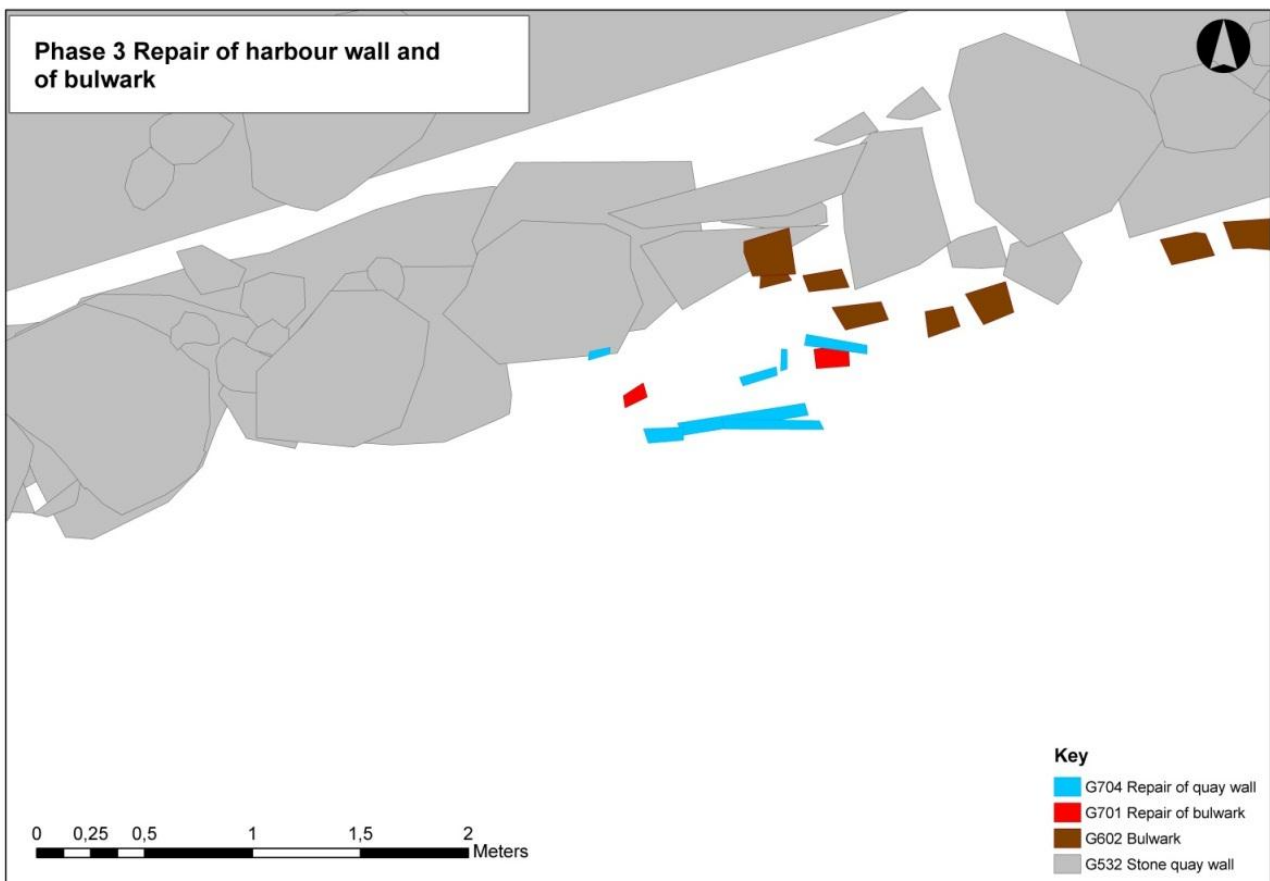 Phase 3 Repair of harbour wall and
of bulwark
Key
G704 Repair of quay wall
G701 Repair of bulwark
G602 Bulwark
G532 Stone quay wall
0 0,25 0,5 1 1,5 2
Meters